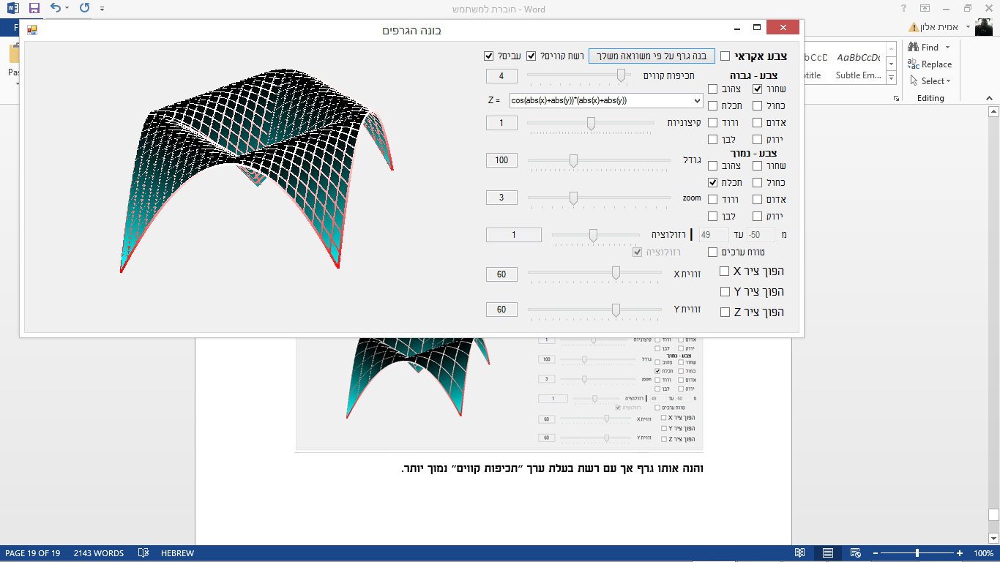 חוברת למשתמש - Word
אמית אלון
בונה הגרפים
Find
Replace
Select
Editing
Subtle Em...
צבע אקראי
בנה גרף על פי משוואה משלך
רשת קווים?
עבים?
תכיפות קווים
4
Z =
cos(abs(x)+abs(y))*(abs(x)+abs(y))
קיצוניות
1
גודל
100
zoom
3
רזולוציה
1
רזולוציה
זווית X
60
זווית Y
60
צבע - גבוה
שחור
צהוב
כחול
תכלת
אדום
ורוד
ירוק
לבן
צבע - נמוך
שחור
צהוב
כחול
תכלת
אדום
ורוד
ירוק
לבן
מ -50 עד 49
טווח ערכים
הפוך ציר X
הפוך ציר Y
הפוך ציר Z
קיצוניות
1
אדום
ורוד
ירוק
לבן
צבע - נמוך
גודל
100
שחור
צהוב
כחול
תכלת
zoom
3
אדום
ורוד
ירוק
לבן
מ -50 עד 49
רזולוציה
1
טווח ערכים
רזולוציה
הפוך ציר X
זווית X
60
הפוך ציר Y
הפוך ציר Z
זווית Y
60
והנה אותו גרף אך עם רשת בעלת ערך "תכיפות קווים" נמוך יותר.
PAGE 19 OF 19
2143 WORDS
HEBREW
100%